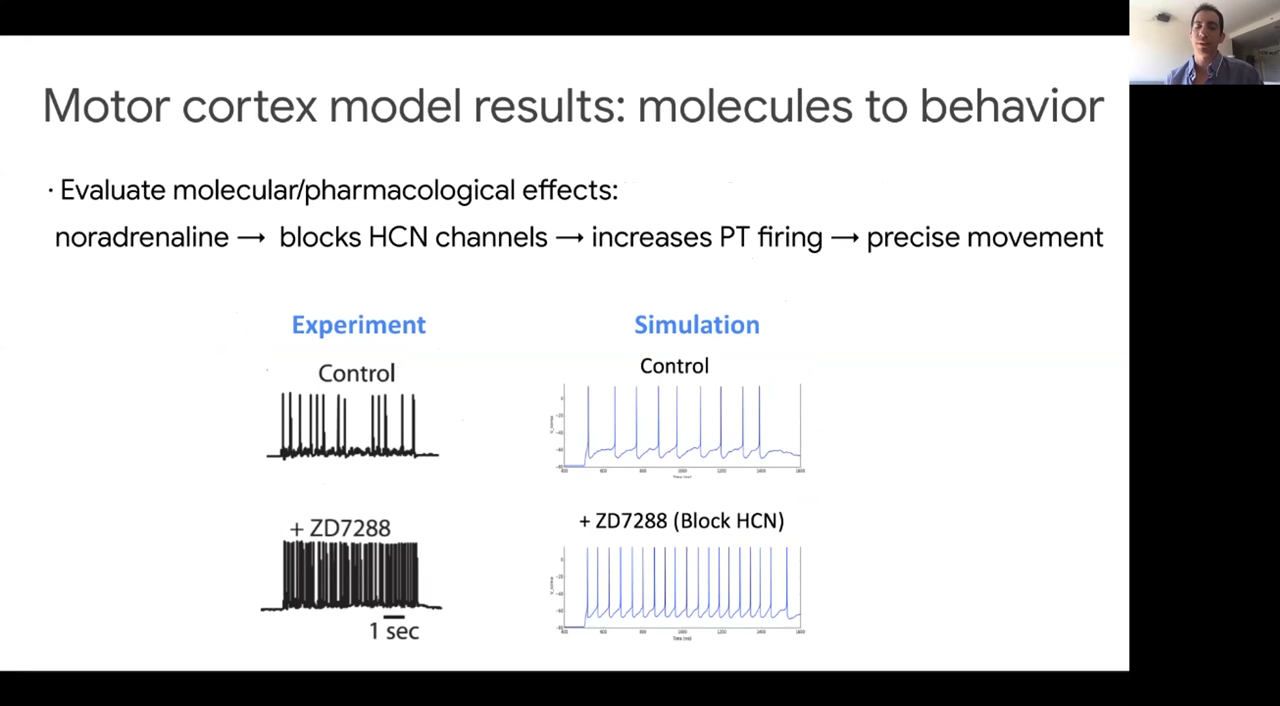 Motor cortex model results: molecules to behavior
· Evaluate molecular/pharmacological effects:
noradrenaline → blocks HCN channels → increases PT firing → precise movement
Experiment
Simulation
Control
Control
+ ZD7288
+ ZD7288 (Block HCN)
1 sec